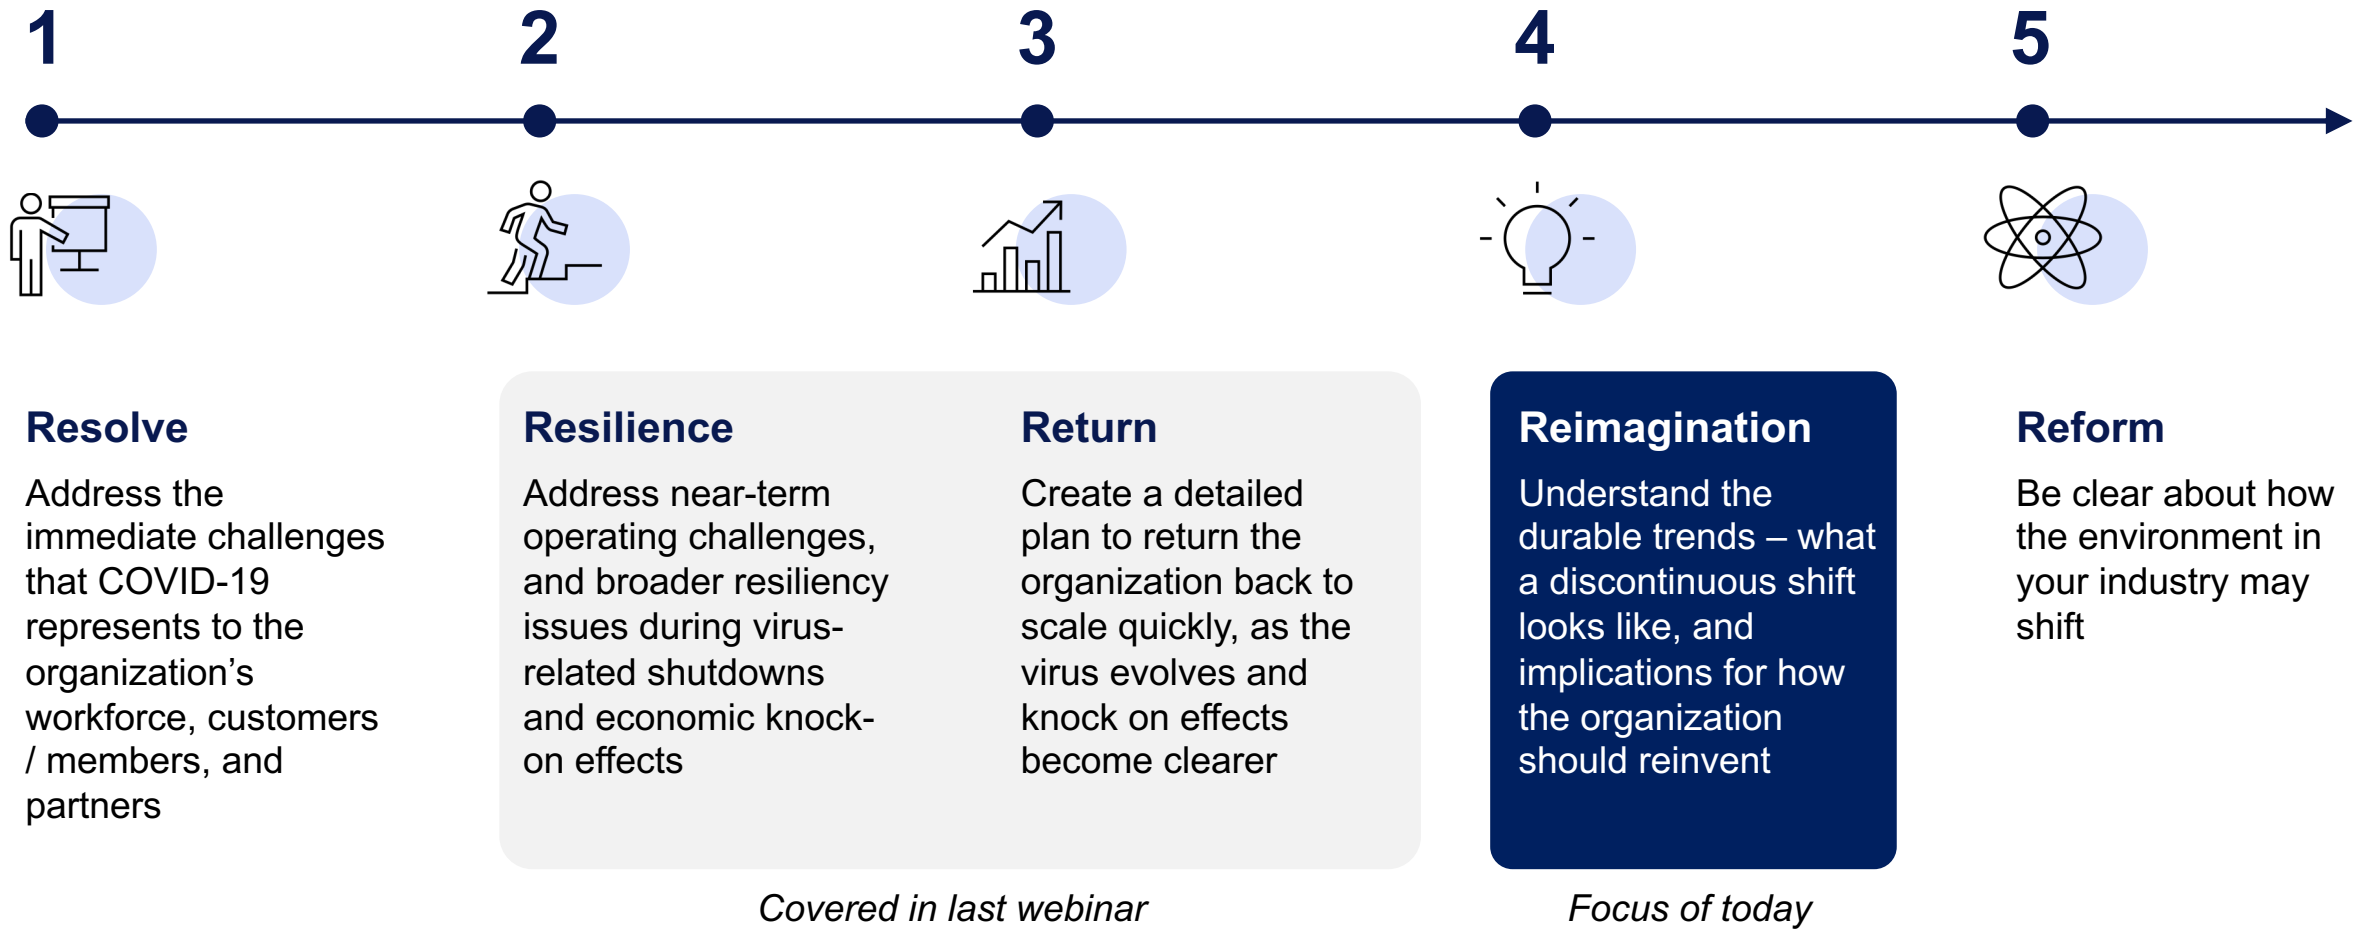 1
2
3
4
5
Resolve
Address the
immediate challenges
that COVID-19
represents to the
organization’s
workforce, customers
/ members, and
partners
Resilience
Address near-term
operating challenges,
and broader resiliency
issues during virus-
related shutdowns
and economic knock-
on effects
Return
Create a detailed
plan to return the
organization back to
scale quickly, as the
virus evolves and
knock on effects
become clearer
Reimagination
Understand the
durable trends – what
a discontinuous shift
looks like, and
implications for how
the organization
should reinvent
Reform
Be clear about how
the environment in
your industry may
shift
Covered in last webinar
Focus of today